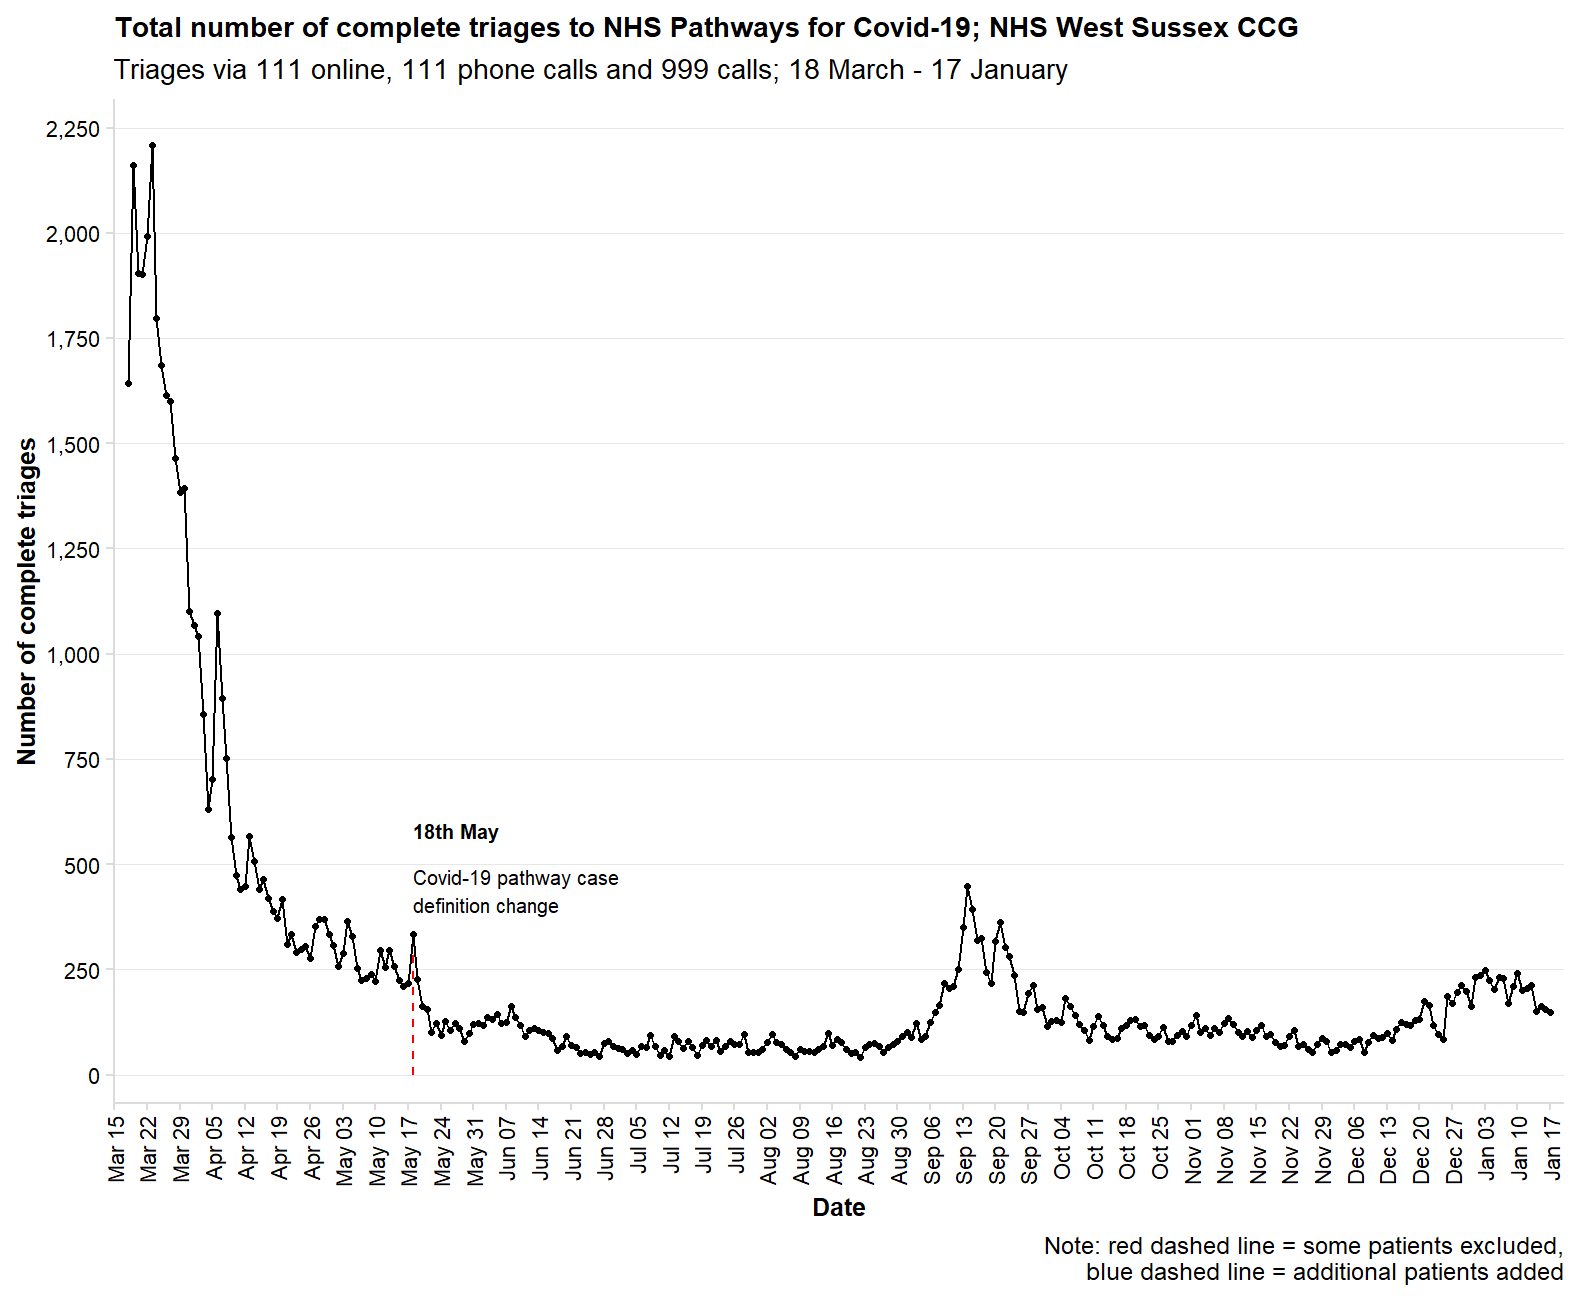 Total number of complete triages to NHS Pathways for Covid-19; NHS West Sussex CCG
Triages via 111 online, 111 phone calls and 999 calls; 18 March - 17 January
Number of complete triages
2,250
2,000
1,750
1,500
1,250
1,000
750
500
250
0
18th May
Covid-19 pathway case
definition change
Mar 15
Mar 22
Mar 29
Apr 05
Apr 12
Apr 19
Apr 26
May 03
May 10
May 17
May 24
May 31
Jun 07
Jun 14
Jun 21
Jun 28
Jul 05
Jul 12
Jul 19
Jul 26
Aug 02
Aug 09
Aug 16
Aug 23
Aug 30
Sep 06
Sep 13
Sep 20
Sep 27
Oct 04
Oct 11
Oct 18
Oct 25
Nov 01
Nov 08
Nov 15
Nov 22
Nov 29
Dec 06
Dec 13
Dec 20
Dec 27
Jan 03
Jan 10
Jan 17
Date
Note: red dashed line = some patients excluded,
blue dashed line = additional patients added